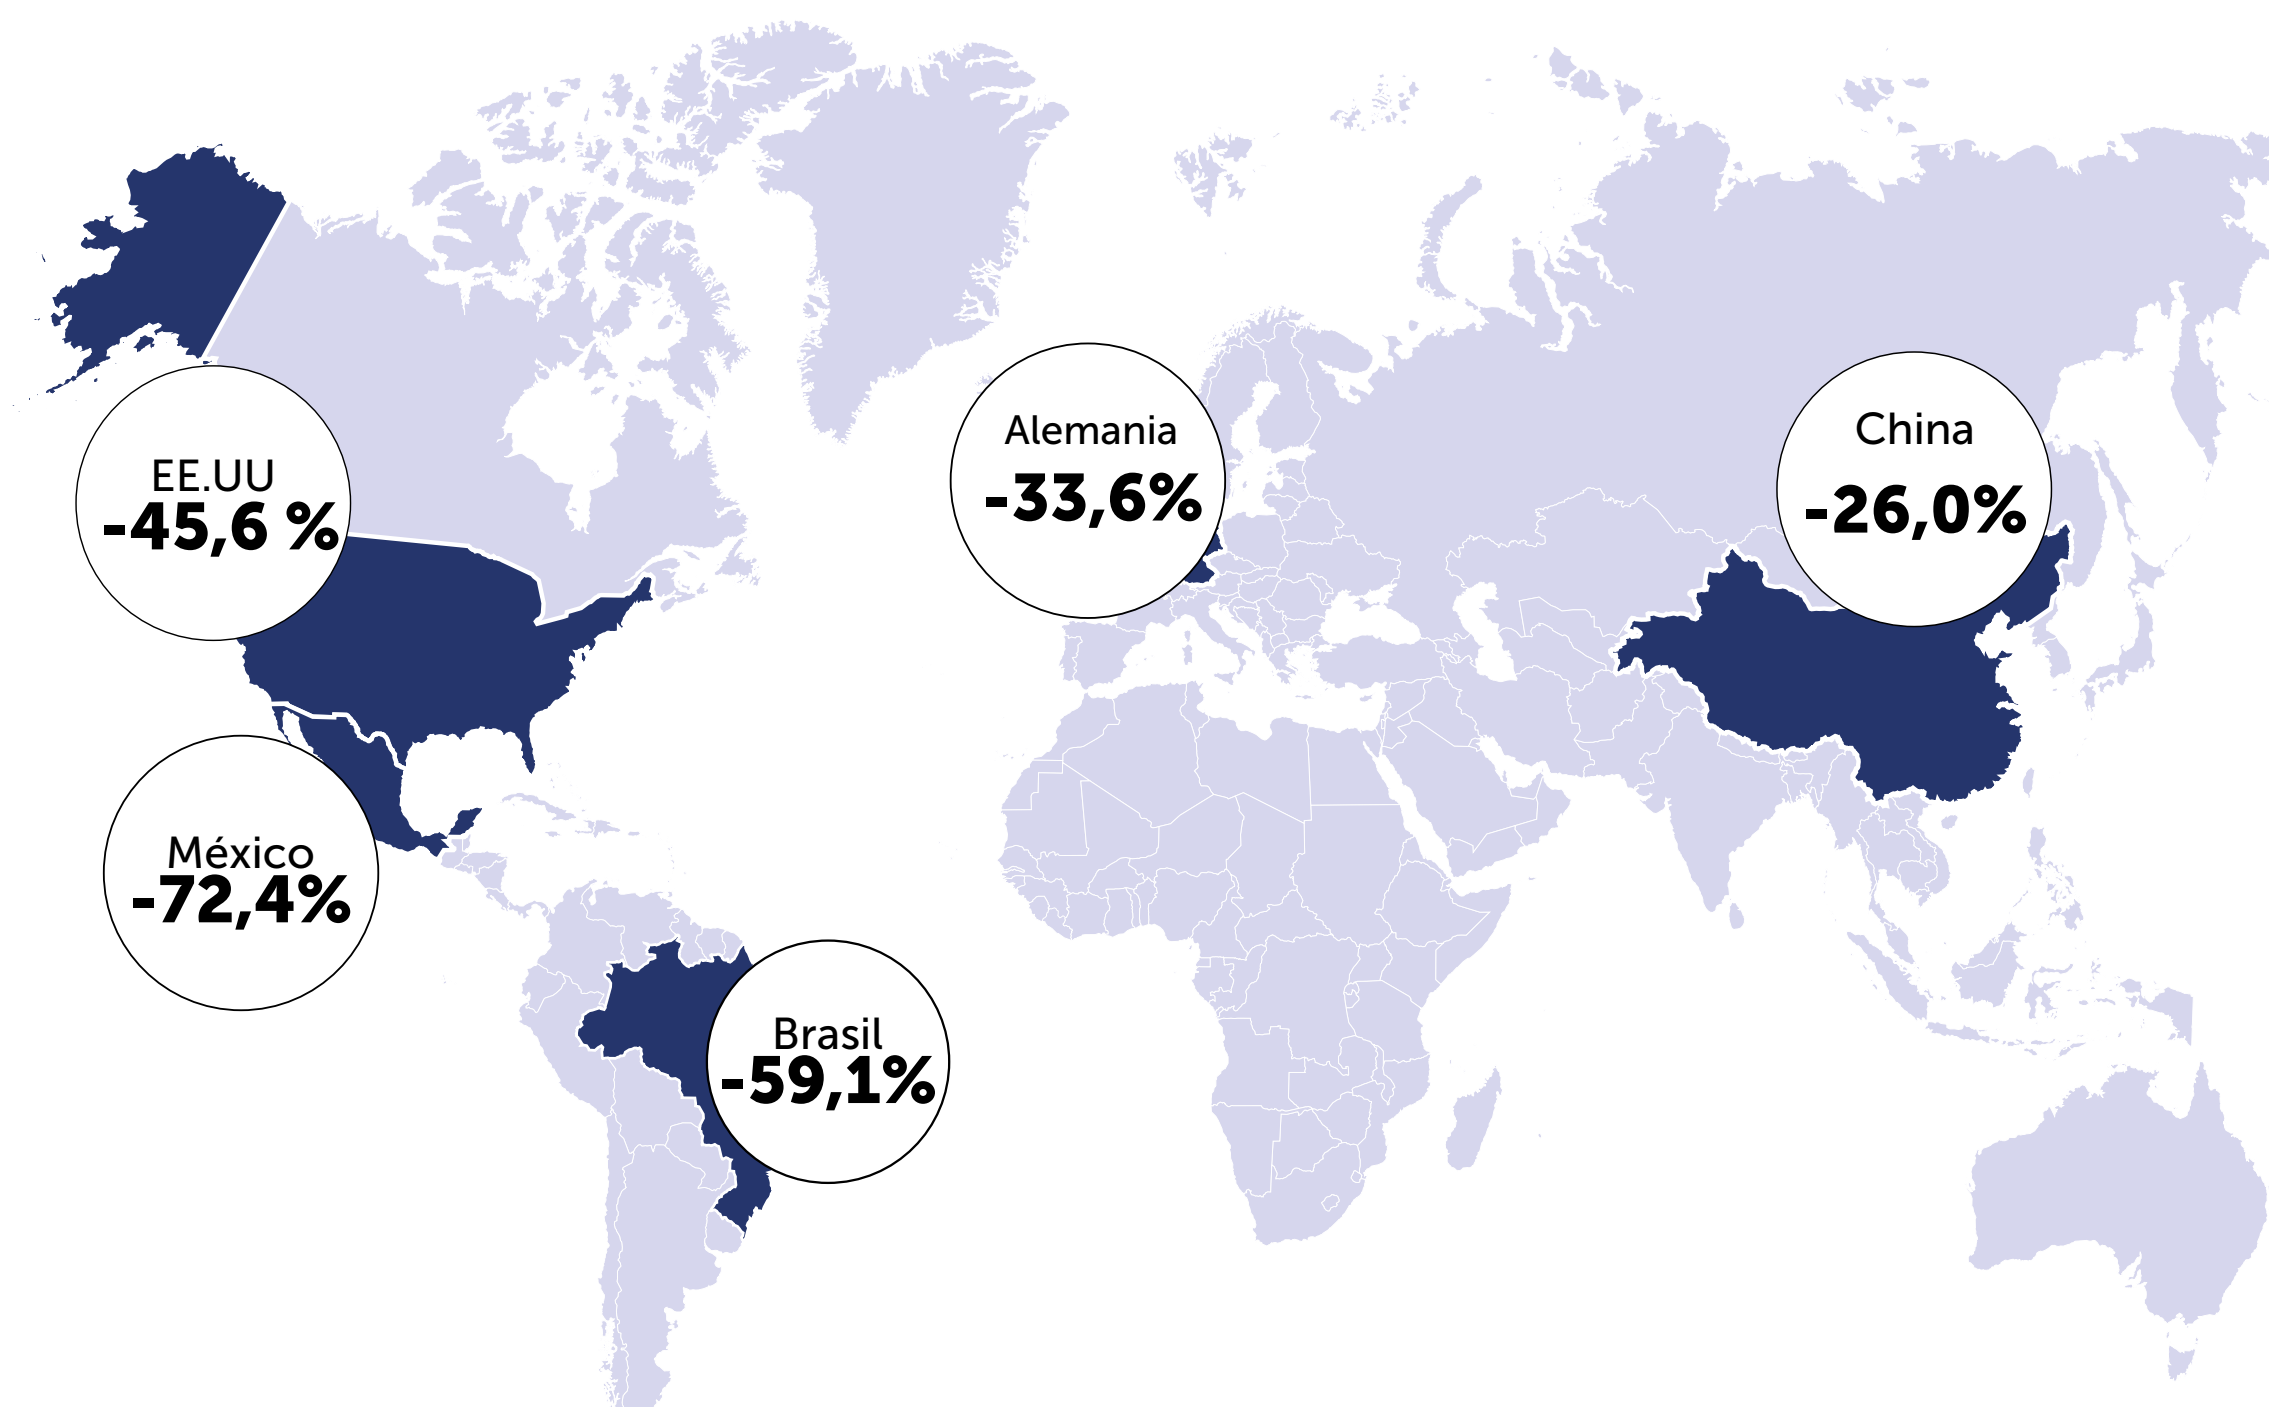 EE.UU
-45,6 %
Alemania
-33,6%
China
-26,0%
México
-72,4%
Brasil
-59,1%